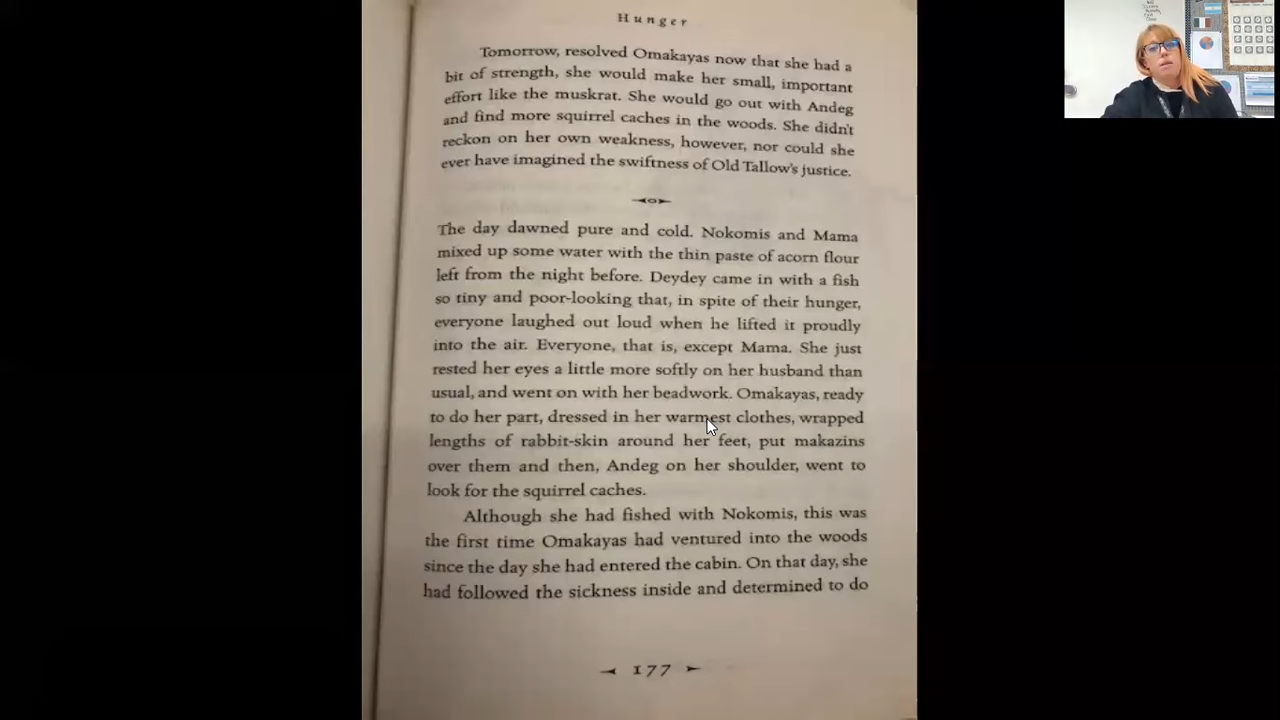 Hunger
Tomorrow, resolved Omakayas now that she had a
bit of strength, she would make her small, important
effort like the muskrat. She would go out with Andeg
and find more squirrel caches in the woods. She didn't
reckon on her own weakness, however, nor could she
ever have imagined the swiftness of Old Tallow's justice.
The day dawned pure and cold. Nokomis and Mama
mixed up some water with the thin paste of acorn flour
left from the night before. Deydey came in with a fish
so tiny and poor-looking that, in spite of their hunger,
everyone laughed out loud when he lifted it proudly
into the air. Everyone, that is, except Mama. She just
rested her eyes a little more softly on her husband than
usual, and went on with her beadwork. Omakayas, ready
to do her part, dressed in her warmest clothes, wrapped
lengths of rabbit-skin around her feet, put makazins
over them and then, Andeg on her shoulder, went to
look for the squirrel caches.
Although she had fished with Nokomis, this was
the first time Omakayas had ventured into the woods
since the day she had entered the cabin. On that day, she
had followed the sickness inside and determined to do
177